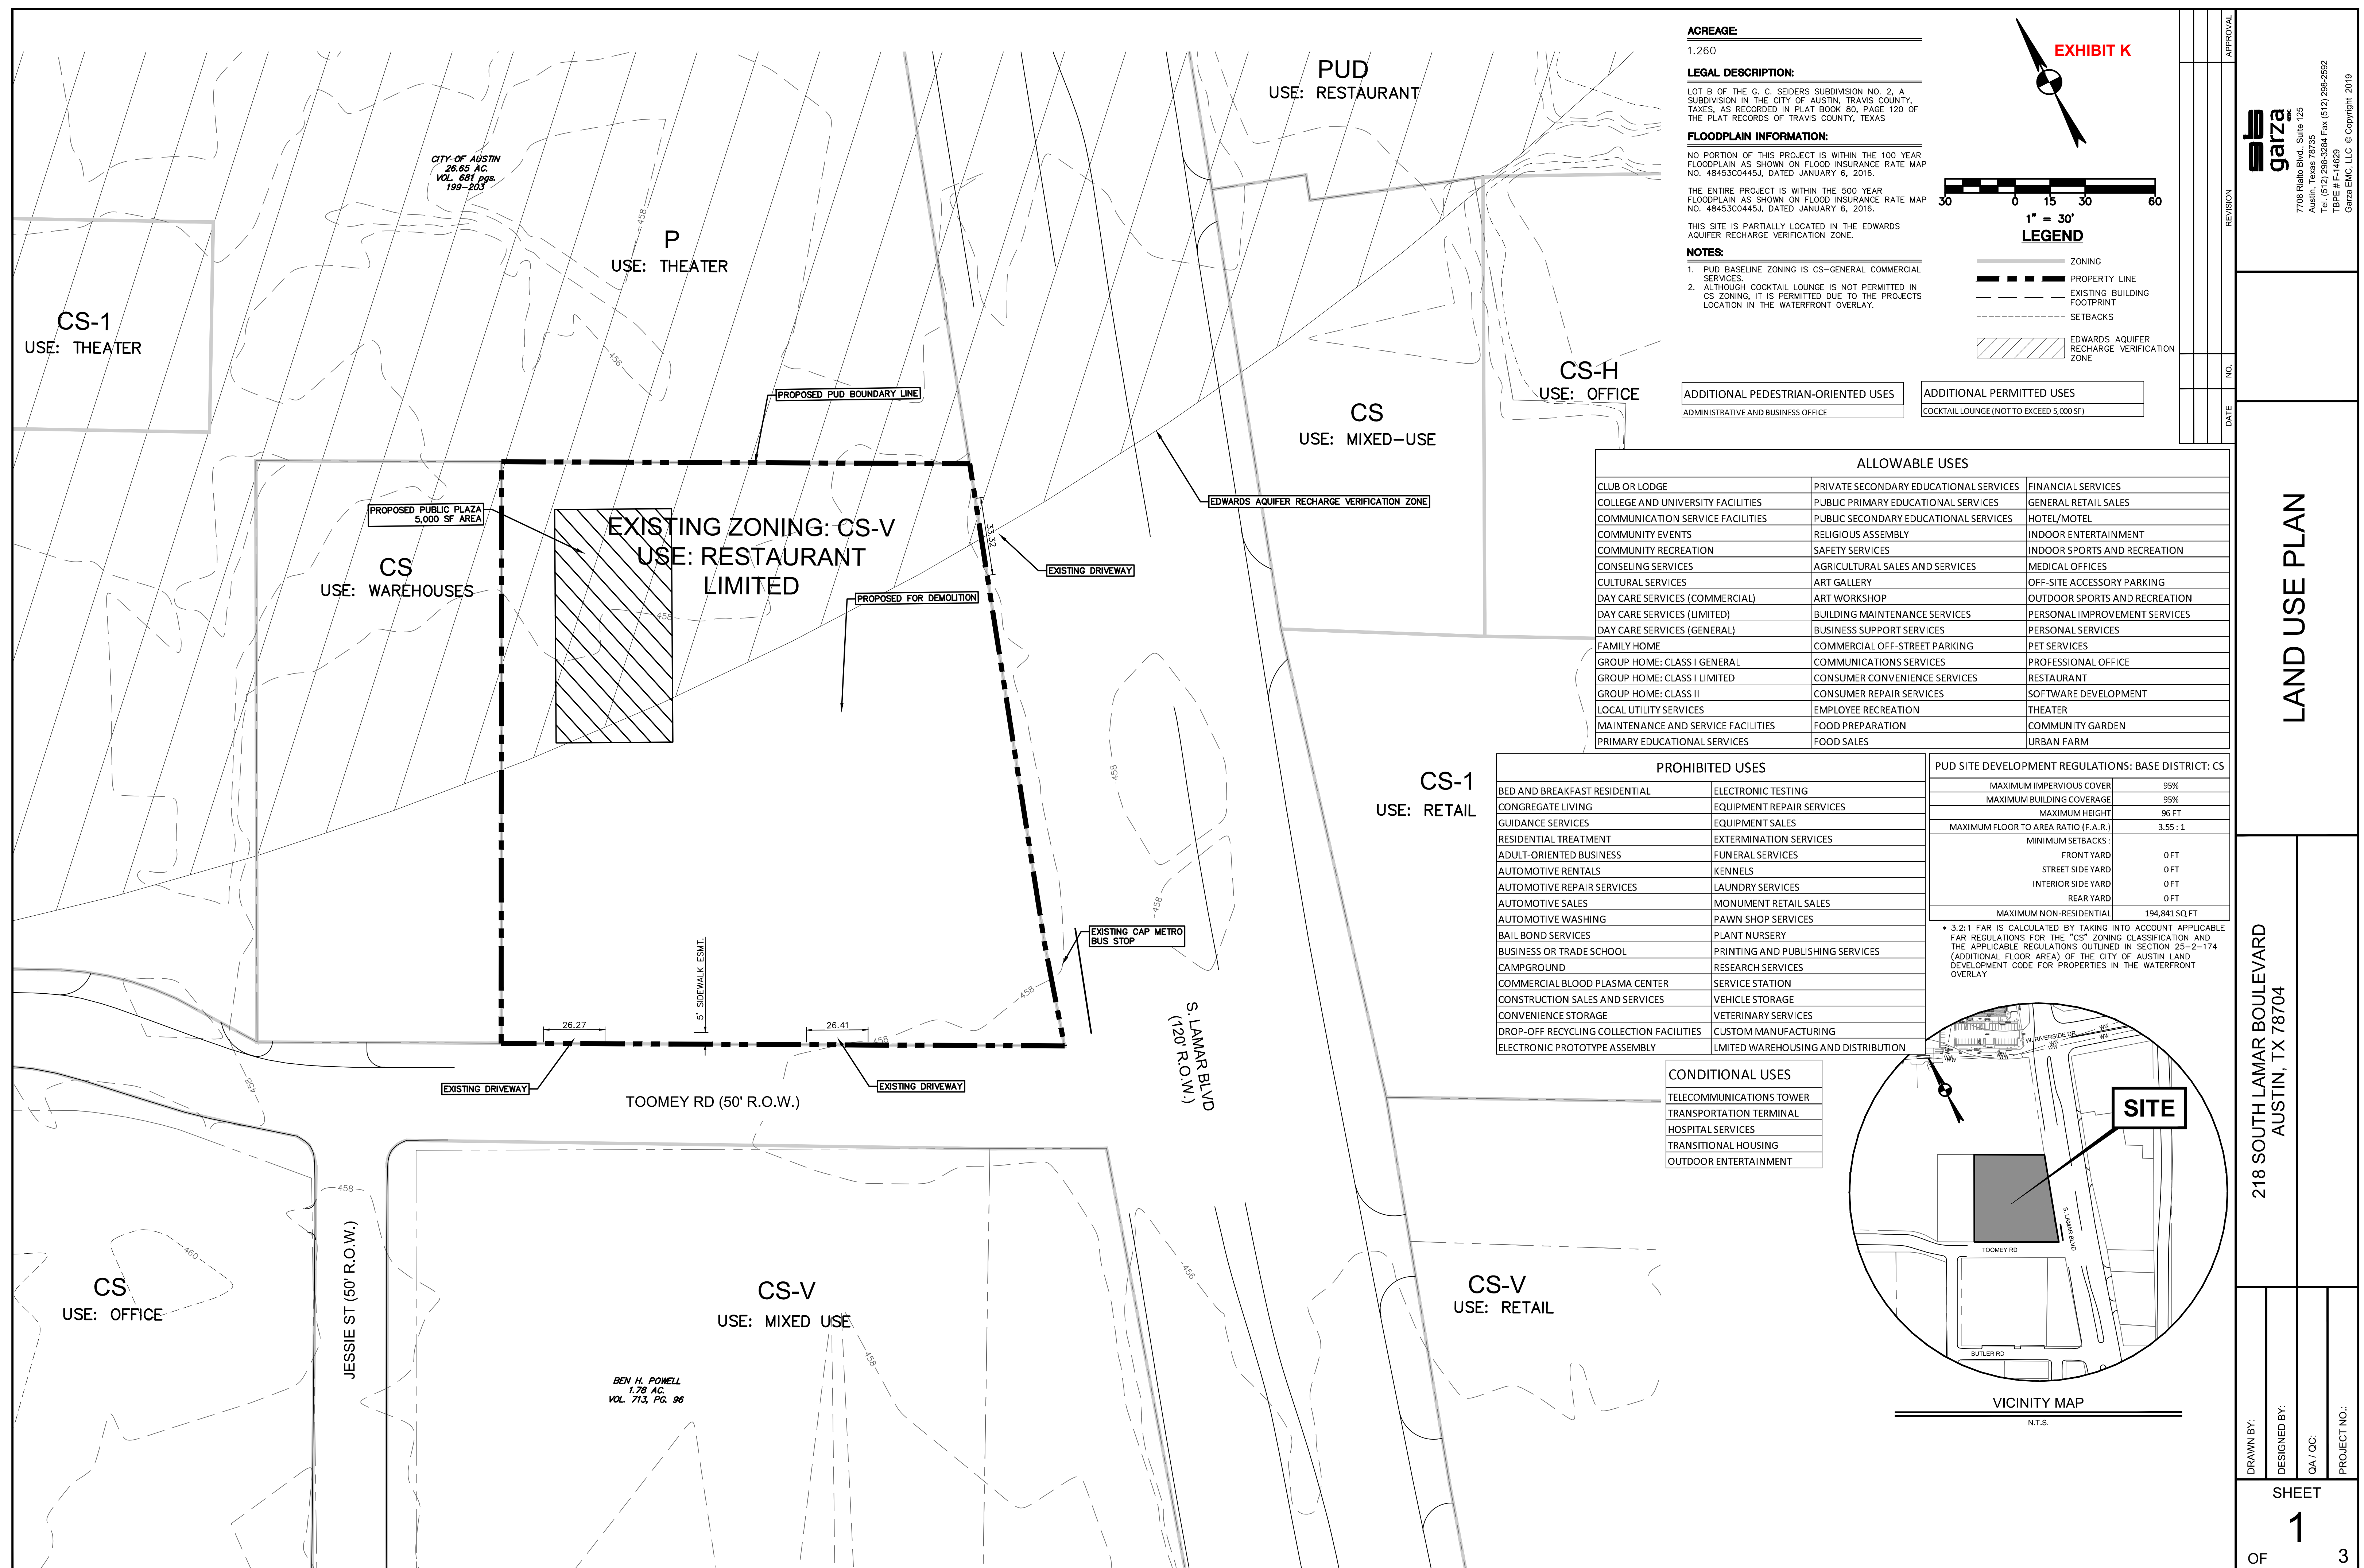 EXHIBIT K
ACREAGE:
1.260
LEGAL DESCRIPTION:
LOT B OF THE G. C. SEIDERS SUBDIVISION NO. 2, A
SUBDIVISION IN THE CITY OF AUSTIN, TRAVIS COUNTY,
TAXES, AS RECORDED IN PLAT BOOK 80, PAGE 120 OF
THE PLAT RECORDS OF TRAVIS COUNTY, TEXAS
FLOODPLAIN INFORMATION:
NO PORTION OF THIS PROJECT IS WITHIN THE 100 YEAR
FLOODPLAIN AS SHOWN ON FLOOD INSURANCE RATE MAP
NO. 48453C0445J, DATED JANUARY 6, 2016.
THE ENTIRE PROJECT IS WITHIN THE 500 YEAR
FLOODPLAIN AS SHOWN ON FLOOD INSURANCE RATE MAP
NO. 48453C0445J, DATED JANUARY 6, 2016.
THIS SITE IS PARTIALLY LOCATED IN THE EDWARDS
AQUIFER RECHARGE VERIFICATION ZONE.
NOTES:
1. PUD BASELINE ZONING IS CS-GENERAL COMMERCIAL
SERVICES.
2. ALTHOUGH COCKTAIL LOUNGE IS NOT PERMITTED IN
CS ZONING, IT IS PERMITTED DUE TO THE PROJECTS
LOCATION IN THE WATERFRONT OVERLAY.
30 0 15 30 60
1" = 30'
LEGEND
ZONING
PROPERTY LINE
EXISTING BUILDING
FOOTPRINT
SETBACKS
EDWARDS AQUIFER
RECHARGE VERIFICATION
ZONE
ADDITIONAL PEDESTRIAN-ORIENTED USES
ADMINISTRATIVE AND BUSINESS OFFICE
ADDITIONAL PERMITTED USES
COCKTAIL LOUNGE (NOT TO EXCEED 5,000 SF)
PUD
USE: RESTAURANT
CITY OF AUSTIN
26.65 AC.
VOL. 681 pgs.
199-203
458
P
USE: THEATER
CS-1
USE: THEATER
456
PROPOSED PUD BOUNDARY LINE
CS-H
USE: OFFICE
CS
USE: MIXED-USE
EDWARDS AQUIFER RECHARGE VERIFICATION ZONE
PROPOSED PUBLIC PLAZA
5,000 SF AREA
EXISTING ZONING: CS-V
USE: RESTAURANT
LIMITED
33.32
EXISTING DRIVEWAY
CS
USE: WAREHOUSES
PROPOSED FOR DEMOLITION
458
458
CS-1
USE: RETAIL
458
EXISTING CAP METRO
BUS STOP
5' SIDEWALK ESMT.
458
26.27
26.41
458
458
EXISTING DRIVEWAY
EXISTING DRIVEWAY
TOOMEY RD (50' R.O.W.)
S. LAMAR BLVD
(120' R.O.W.)
458
460
JESSIE ST (50' R.O.W.)
CS
USE: OFFICE
CS-V
USE: MIXED USE
458
BEN H. POWELL
1.78 AC.
VOL. 713, PG. 96
456
CS-V
USE: RETAIL
ALLOWABLE USES
CLUB OR LODGE PRIVATE SECONDARY EDUCATIONAL SERVICES FINANCIAL SERVICES
COLLEGE AND UNIVERSITY FACILITIES PUBLIC PRIMARY EDUCATIONAL SERVICES GENERAL RETAIL SALES
COMMUNICATION SERVICE FACILITIES PUBLIC SECONDARY EDUCATIONAL SERVICES HOTEL/MOTEL
COMMUNITY EVENTS RELIGIOUS ASSEMBLY INDOOR ENTERTAINMENT
COMMUNITY RECREATION SAFETY SERVICES INDOOR SPORTS AND RECREATION
CONSELING SERVICES AGRICULTURAL SALES AND SERVICES MEDICAL OFFICES
CULTURAL SERVICES ART GALLERY OFF-SITE ACCESSORY PARKING
DAY CARE SERVICES (COMMERCIAL) ART WORKSHOP OUTDOOR SPORTS AND RECREATION
DAY CARE SERVICES (LIMITED) BUILDING MAINTENANCE SERVICES PERSONAL IMPROVEMENT SERVICES
DAY CARE SERVICES (GENERAL) BUSINESS SUPPORT SERVICES PERSONAL SERVICES
FAMILY HOME COMMERCIAL OFF-STREET PARKING PET SERVICES
GROUP HOME: CLASS I GENERAL COMMUNICATIONS SERVICES PROFESSIONAL OFFICE
GROUP HOME: CLASS I LIMITED CONSUMER CONVENIENCE SERVICES RESTAURANT
GROUP HOME: CLASS II CONSUMER REPAIR SERVICES SOFTWARE DEVELOPMENT
LOCAL UTILITY SERVICES EMPLOYEE RECREATION THEATER
MAINTENANCE AND SERVICE FACILITIES FOOD PREPARATION COMMUNITY GARDEN
PRIMARY EDUCATIONAL SERVICES FOOD SALES URBAN FARM
PROHIBITED USES
BED AND BREAKFAST RESIDENTIAL ELECTRONIC TESTING
CONGREGATE LIVING EQUIPMENT REPAIR SERVICES
GUIDANCE SERVICES EQUIPMENT SALES
RESIDENTIAL TREATMENT EXTERMINATION SERVICES
ADULT-ORIENTED BUSINESS FUNERAL SERVICES
AUTOMOTIVE RENTALS KENNELS
AUTOMOTIVE REPAIR SERVICES LAUNDRY SERVICES
AUTOMOTIVE SALES MONUMENT RETAIL SALES
AUTOMOTIVE WASHING PAWN SHOP SERVICES
BAIL BOND SERVICES PLANT NURSERY
BUSINESS OR TRADE SCHOOL PRINTING AND PUBLISHING SERVICES
CAMPGROUND RESEARCH SERVICES
COMMERCIAL BLOOD PLASMA CENTER SERVICE STATION
CONSTRUCTION SALES AND SERVICES VEHICLE STORAGE
CONVENIENCE STORAGE VETERINARY SERVICES
DROP-OFF RECYCLING COLLECTION FACILITIES CUSTOM MANUFACTURING
ELECTRONIC PROTOTYPE ASSEMBLY LMITED WAREHOUSING AND DISTRIBUTION
PUD SITE DEVELOPMENT REGULATIONS: BASE DISTRICT: CS
MAXIMUM IMPERVIOUS COVER 95%
MAXIMUM BUILDING COVERAGE 95%
MAXIMUM HEIGHT 96 FT
MAXIMUM FLOOR TO AREA RATIO (F.A.R.) 3.55 : 1
MINIMUM SETBACKS :
FRONT YARD 0 FT
STREET SIDE YARD 0 FT
INTERIOR SIDE YARD 0 FT
REAR YARD 0 FT
MAXIMUM NON-RESIDENTIAL 194,841 SQ FT
* 3.2:1 FAR IS CALCULATED BY TAKING INTO ACCOUNT APPLICABLE
FAR REGULATIONS FOR THE "CS" ZONING CLASSIFICATION AND
THE APPLICABLE REGULATIONS OUTLINED IN SECTION 25-2-174
(ADDITIONAL FLOOR AREA) OF THE CITY OF AUSTIN LAND
DEVELOPMENT CODE FOR PROPERTIES IN THE WATERFRONT
OVERLAY
CONDITIONAL USES
TELECOMMUNICATIONS TOWER
TRANSPORTATION TERMINAL
HOSPITAL SERVICES
TRANSITIONAL HOUSING
OUTDOOR ENTERTAINMENT
W. RIVERSIDE DR
WW
WW
WW
SITE
S. LAMAR BLVD
TOOMEY RD
BUTLER RD
VICINITY MAP
N.T.S.
APPROVAL
REVISION
NO.
DATE
garza
emc
7708 Rialto Blvd., Suite 125
Austin, Texas 78735
Tel. (512) 298-3284 Fax (512) 298-2592
TBPE # F-14629
Garza EMC, LLC © Copyright 2019
LAND USE PLAN
218 SOUTH LAMAR BOULEVARD
AUSTIN, TX 78704
DRAWN BY:
DESIGNED BY:
QA / QC:
PROJECT NO.:
SHEET
1
OF 3